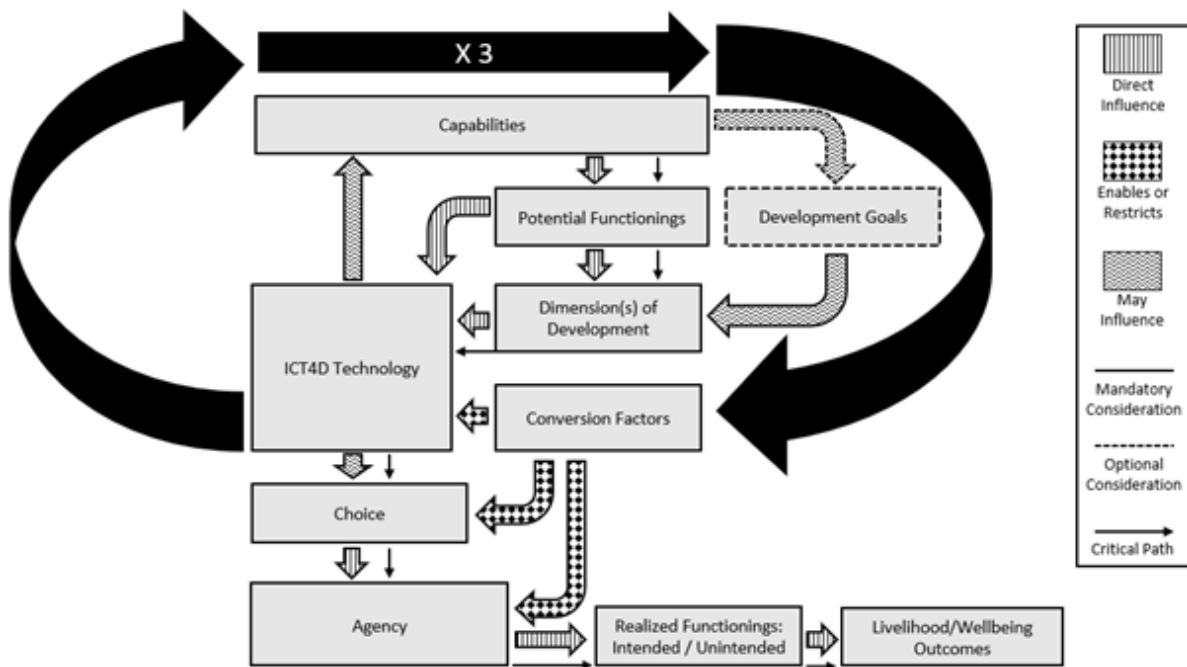 X 3
Capabilities
Potential Functionings
Development Goals
Dimension(s) of
Development
ICT4D Technology
Conversion Factors
Choice
Agency
Realized Functionings:
Intended / Unintended
Livelihood/Wellbeing
Outcomes
Direct
Influence
Enables or
Restricts
May
Influence
Mandatory
Consideration
Optional
Consideration
Critical Path